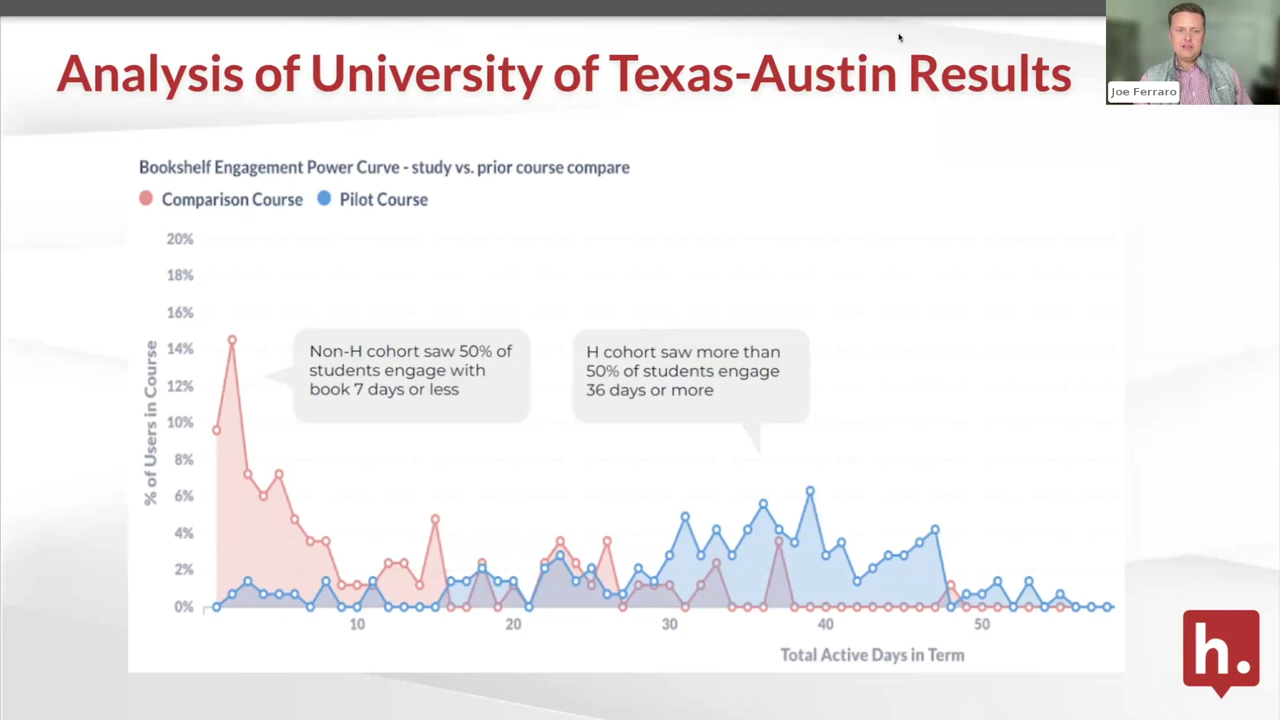 Analysis of University of Texas-Austin Results
Joe Ferraro
Bookshelf Engagement Power Curve - study vs. prior course compare
Comparison Course
Pilot Course
20%
18%
16%
14%
12%
10%
8%
6%
4%
2%
0%
% of Users in Course
Non-H cohort saw 50% of
students engage with
book 7 days or less
H cohort saw more than
50% of students engage
36 days or more
10
20
30
40
50
Total Active Days in Term
h.